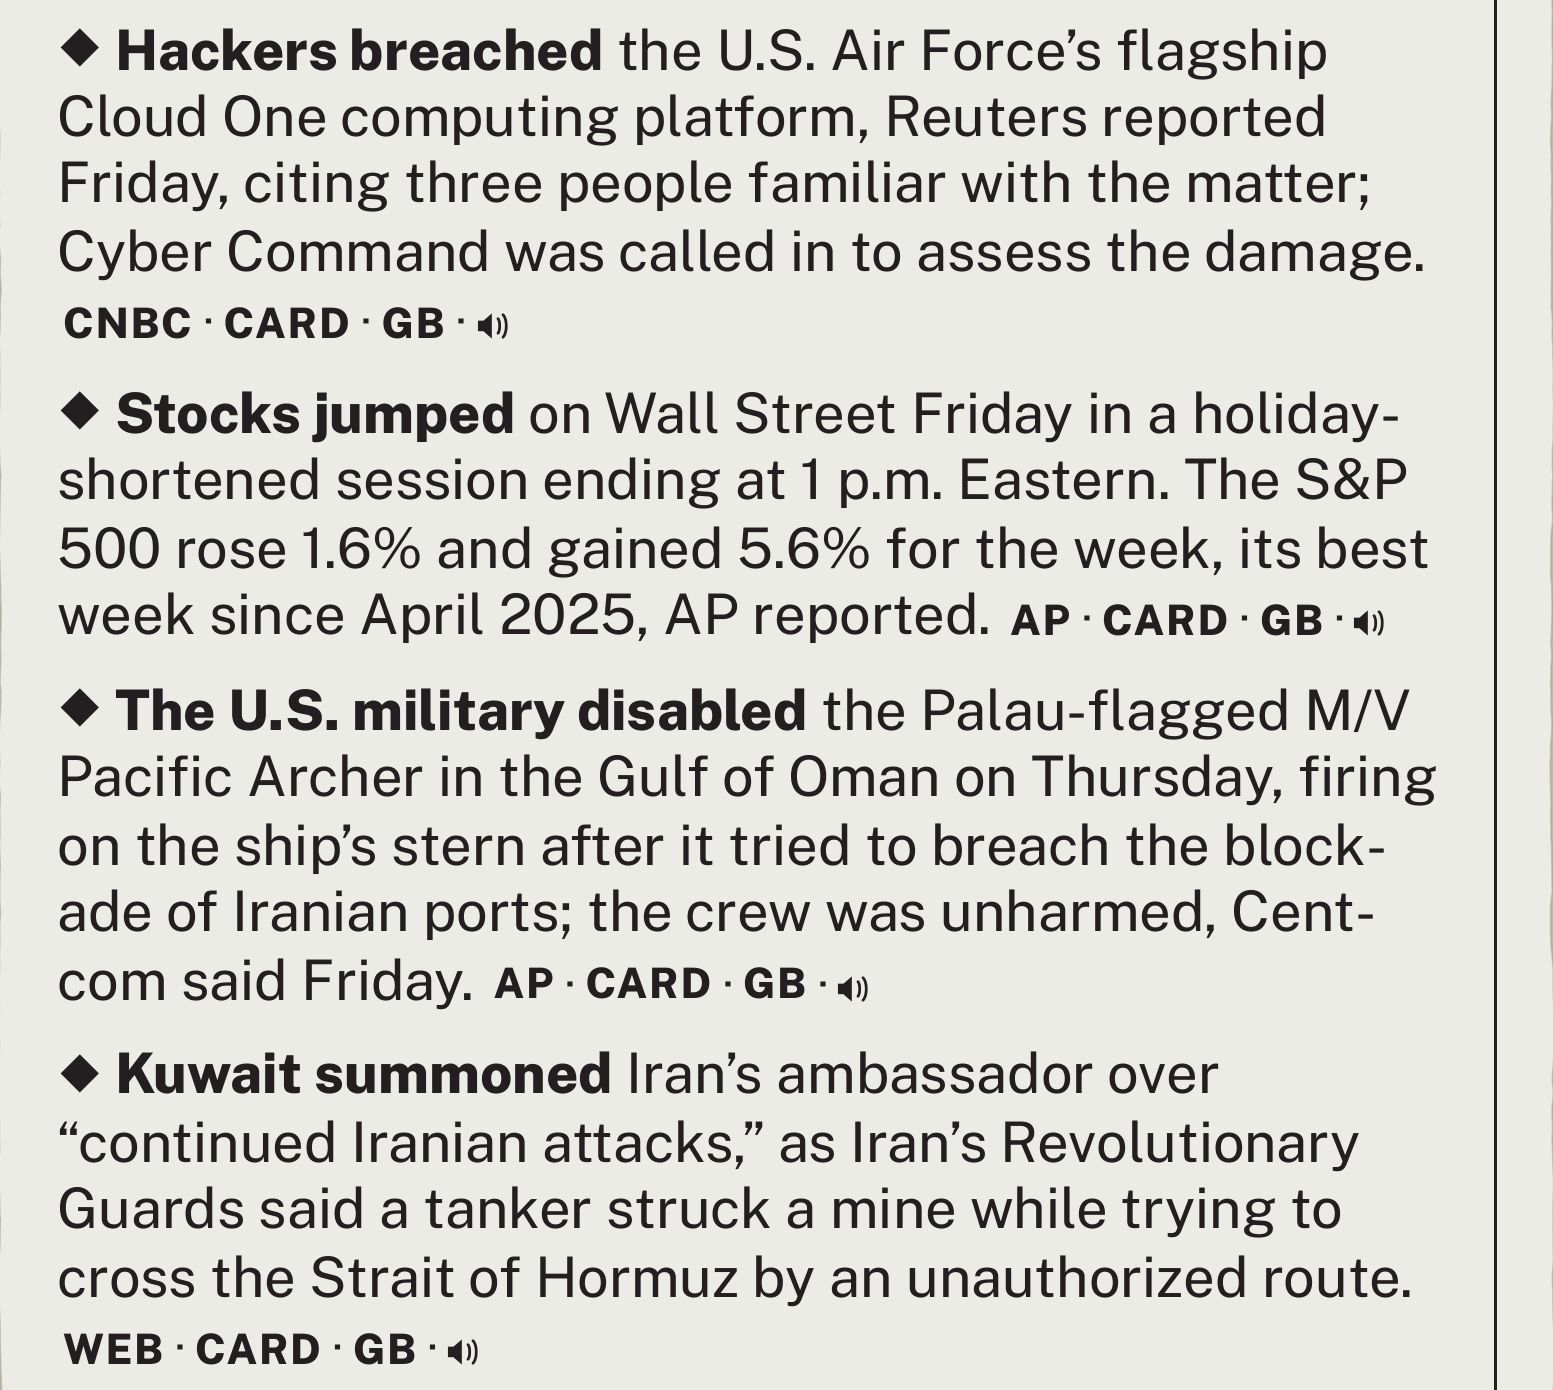 ◆ Hackers breached the U.S. Air Force’s flagship
Cloud One computing platform, Reuters reported
Friday, citing three people familiar with the matter;
Cyber Command was called in to assess the damage.
CNBC · CARD · GB ·
◆ Stocks jumped on Wall Street Friday in a holiday-
shortened session ending at 1 p.m. Eastern. The S&P
500 rose 1.6% and gained 5.6% for the week, its best
week since April 2025, AP reported. AP · CARD · GB ·
◆ The U.S. military disabled the Palau-flagged M/V
Pacific Archer in the Gulf of Oman on Thursday, firing
on the ship’s stern after it tried to breach the block-
ade of Iranian ports; the crew was unharmed, Cent-
com said Friday. AP · CARD · GB ·
◆ Kuwait summoned Iran’s ambassador over
“continued Iranian attacks,” as Iran’s Revolutionary
Guards said a tanker struck a mine while trying to
cross the Strait of Hormuz by an unauthorized route.
WEB · CARD · GB ·